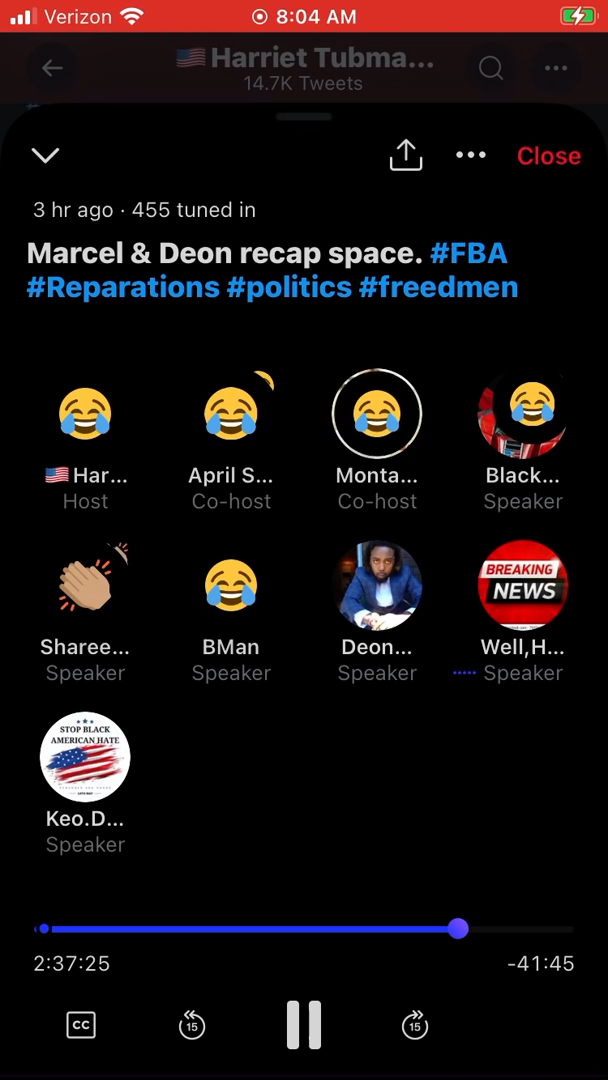 Verizon 8:04 AM
Harriet Tubma...
14.7K Tweets
Close
3 hr ago · 455 tuned in
Marcel & Deon recap space. #FBA
#Reparations #politics #freedmen
Har... April S... Monta... Black...
Host Co-host Co-host Speaker
BREAKING
NEWS
Sharee... BMan Deon... Well,H...
Speaker Speaker Speaker Speaker
STOP BLACK
AMERICAN HATE
Keo.D...
Speaker
2:37:25 -41:45
CC 15 15